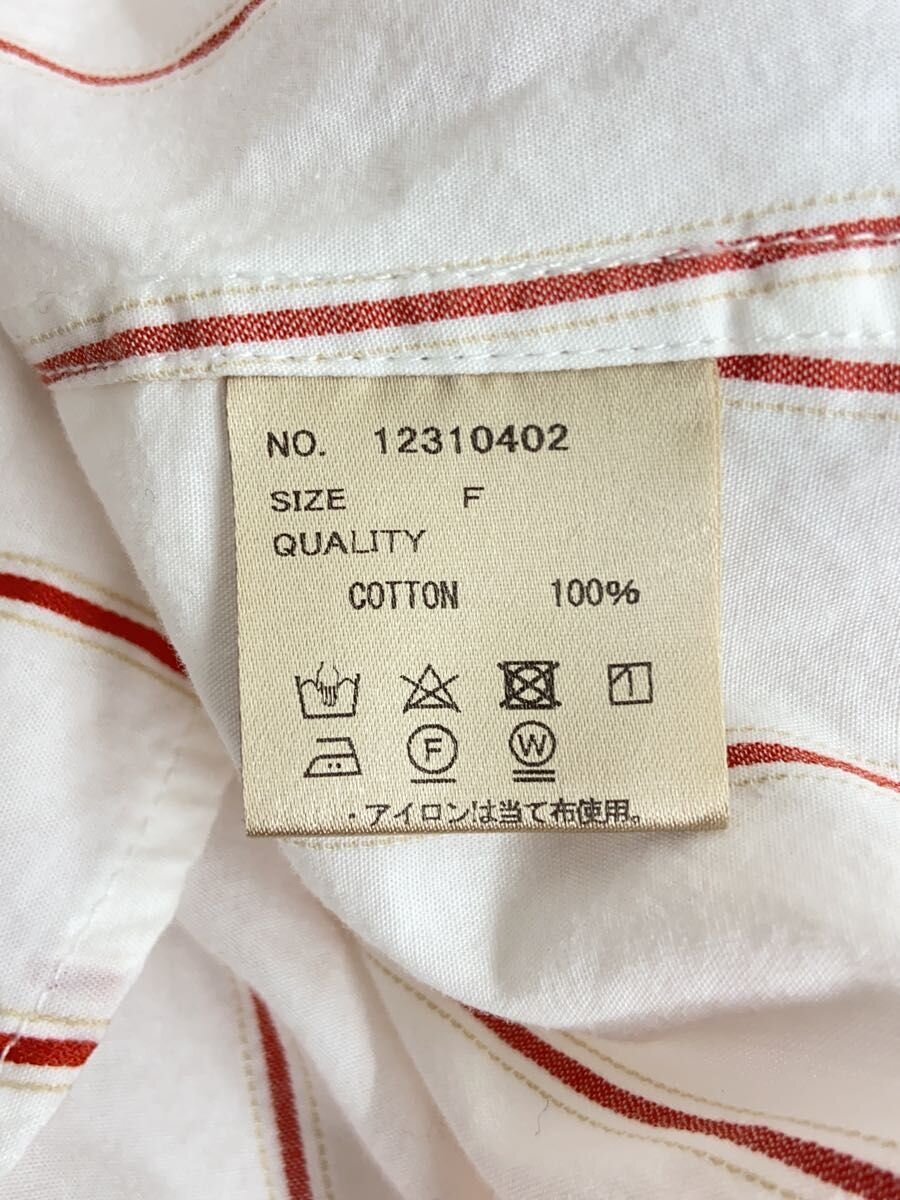 NO. 12310402
SIZE F
QUALITY
COTTON 100%
F W
・アイロンは当て布使用。